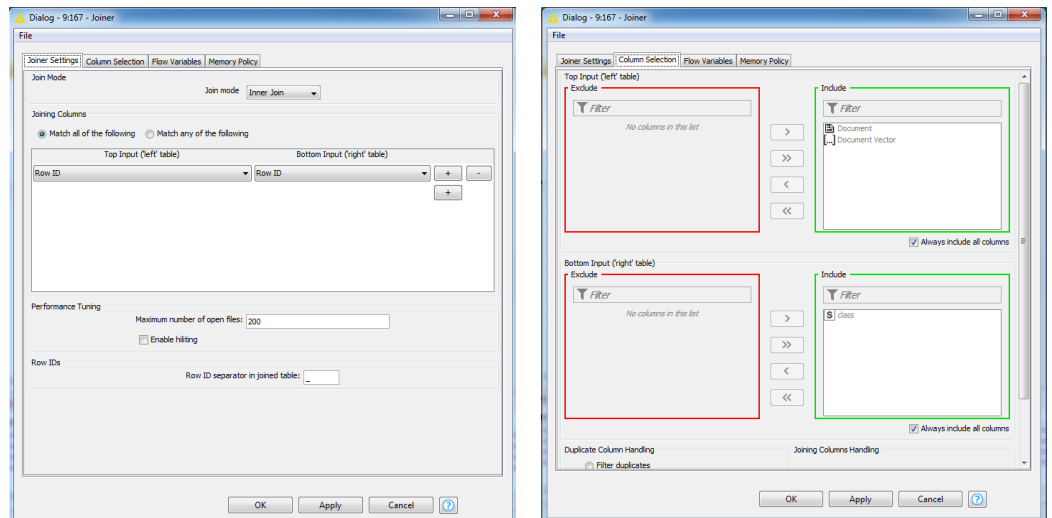 Dialog - 9:167 - Joiner
File
Joiner Settings Column Selection Flow Variables Memory Policy
Join Mode
Join mode Inner Join
Joining Columns
Match all of the following Match any of the following
Top Input ('left' table) Bottom Input ('right' table)
Row ID Row ID + -
+
Performance Tuning
Maximum number of open files: 200
Enable hiliting
Row IDs
Row ID separator in joined table: _
OK Apply Cancel ?
Dialog - 9:167 - Joiner
File
Joiner Settings Column Selection Flow Variables Memory Policy
Top Input ('left' table)
Exclude
Filter
No columns in this list
>
>>
<
<<
Include
Filter
Document
[...] Document Vector
Always include all columns
Bottom Input ('right' table)
Exclude
Filter
No columns in this list
>
>>
<
<<
Include
Filter
S class
Always include all columns
Duplicate Column Handling Joining Columns Handling
Filter duplicates
OK Apply Cancel ?